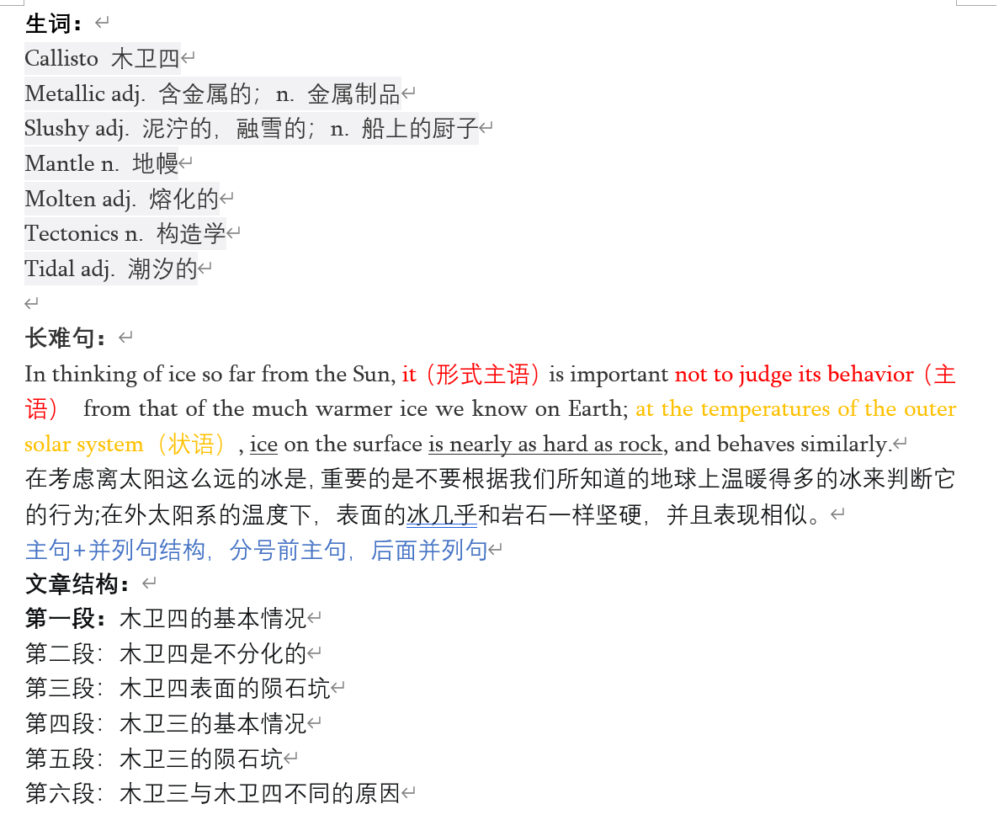 生词：
Callisto 木卫四
Metallic adj. 含金属的；n. 金属制品
Slushy adj. 泥泞的，融雪的；n. 船上的厨子
Mantle n. 地幔
Molten adj. 熔化的
Tectonics n. 构造学
Tidal adj. 潮汐的
长难句：
In thinking of ice so far from the Sun, it（形式主语）is important not to judge its behavior（主
语） from that of the much warmer ice we know on Earth; at the temperatures of the outer
solar system（状语）, ice on the surface is nearly as hard as rock, and behaves similarly.
在考虑离太阳这么远的冰是,重要的是不要根据我们所知道的地球上温暖得多的冰来判断它
的行为;在外太阳系的温度下，表面的冰几乎和岩石一样坚硬，并且表现相似。
主句+并列句结构，分号前主句，后面并列句
文章结构：
第一段：木卫四的基本情况
第二段：木卫四是不分化的
第三段：木卫四表面的陨石坑
第四段：木卫三的基本情况
第五段：木卫三的陨石坑
第六段：木卫三与木卫四不同的原因